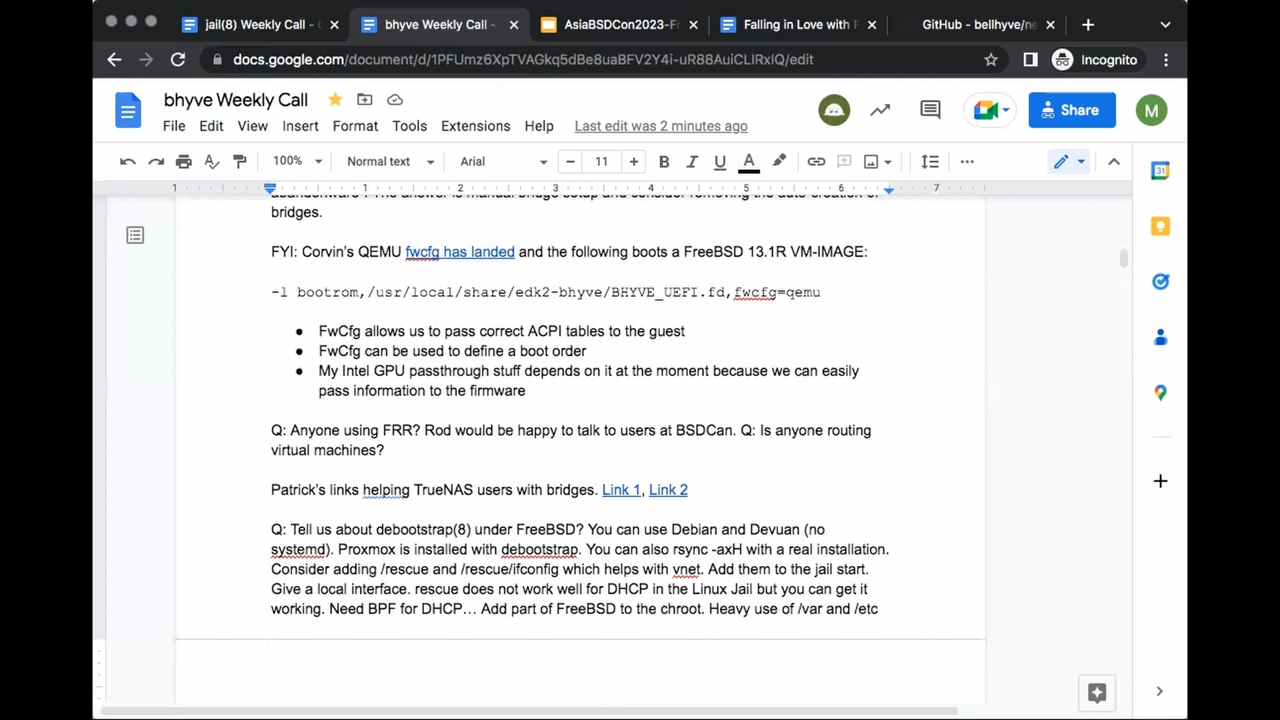 jail(8) Weekly Call -
bhyve Weekly Call -
AsiaBSDCon2023-Fr
Falling in Love with F
GitHub - bellhyve/ne
docs.google.com/document/d/1PFUmz6XpTVAGkq5dBe8uaBFV2Y4i-uR88AuiCLIRxIQ/edit
Incognito
bhyve Weekly Call
File Edit View Insert Format Tools Extensions Help Last edit was 2 minutes ago
Share
M
100% Normal text Arial 11 B I U A
31
1 1 2 3 4 5 6 7
bridges.
FYI: Corvin's QEMU fwcfg has landed and the following boots a FreeBSD 13.1R VM-IMAGE:
-l bootrom,/usr/local/share/edk2-bhyve/BHYVE_UEFI.fd,fwcfg=qemu
● FwCfg allows us to pass correct ACPI tables to the guest
● FwCfg can be used to define a boot order
● My Intel GPU passthrough stuff depends on it at the moment because we can easily
pass information to the firmware
Q: Anyone using FRR? Rod would be happy to talk to users at BSDCan. Q: Is anyone routing
virtual machines?
Patrick's links helping TrueNAS users with bridges. Link 1, Link 2
Q: Tell us about debootstrap(8) under FreeBSD? You can use Debian and Devuan (no
systemd). Proxmox is installed with debootstrap. You can also rsync -axH with a real installation.
Consider adding /rescue and /rescue/ifconfig which helps with vnet. Add them to the jail start.
Give a local interface. rescue does not work well for DHCP in the Linux Jail but you can get it
working. Need BPF for DHCP… Add part of FreeBSD to the chroot. Heavy use of /var and /etc